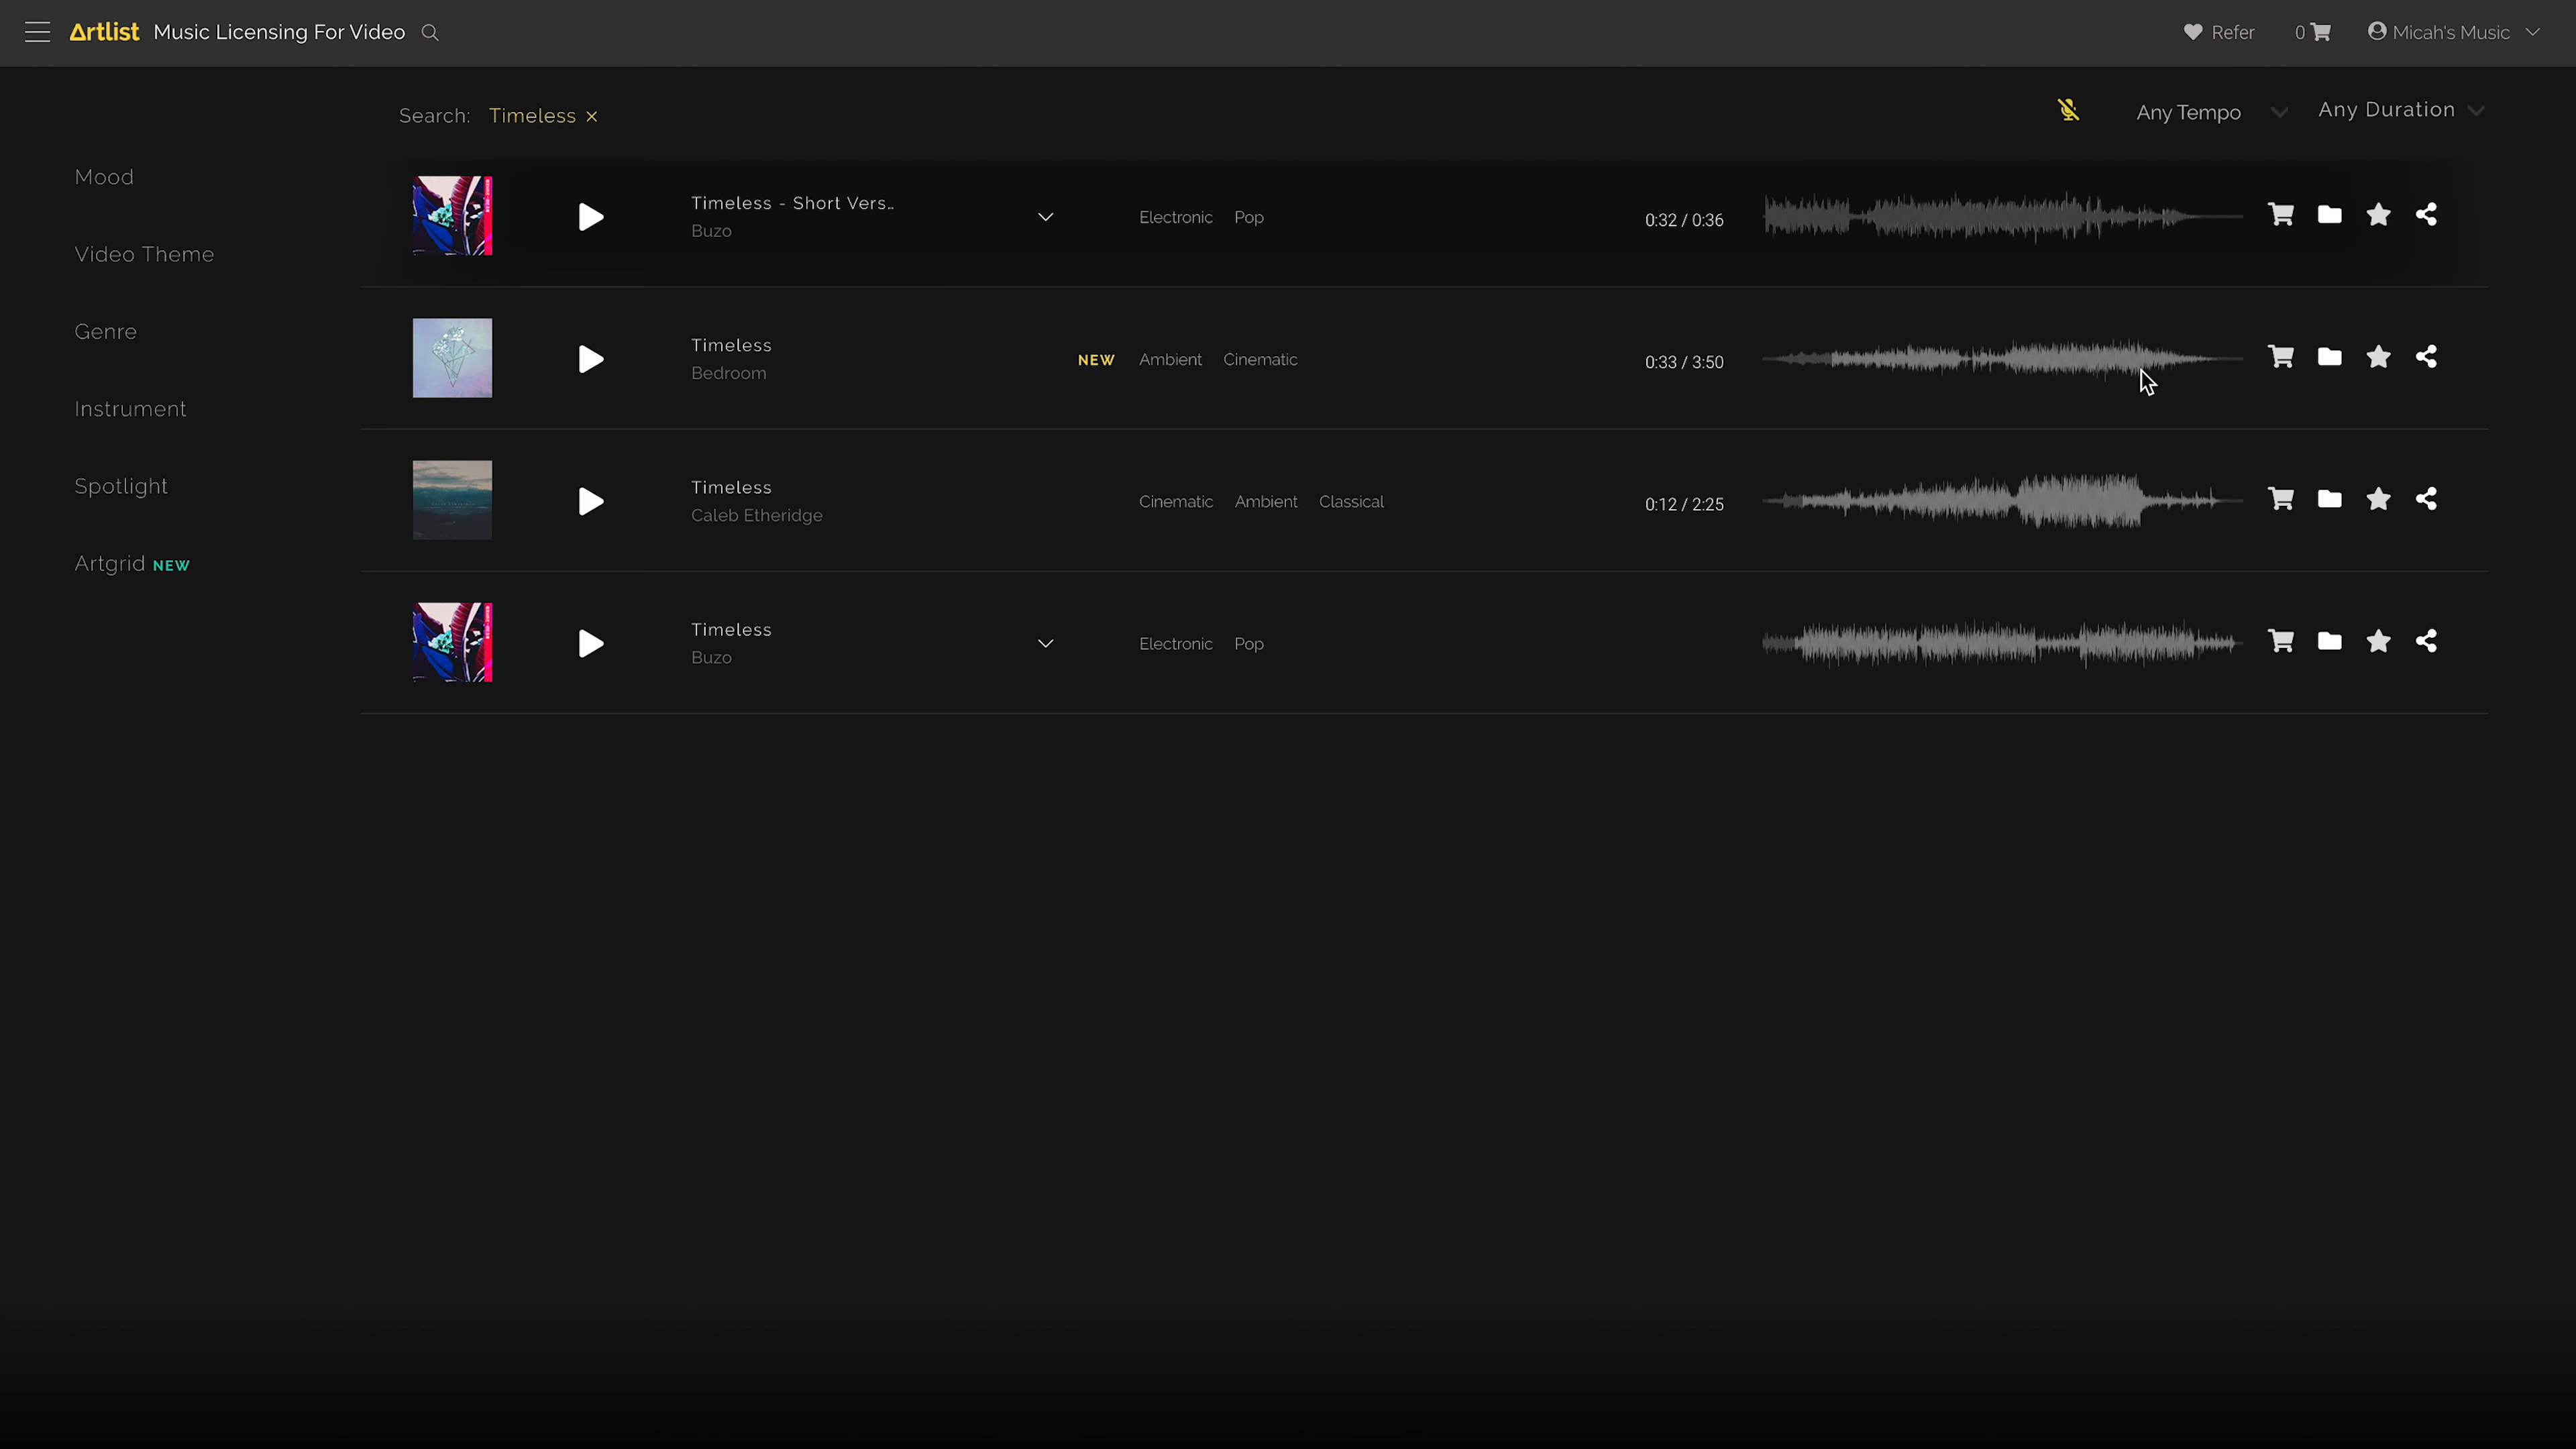 Artlist Music Licensing For Video
Refer 0 Micah's Music
Search: Timeless ×
Any Tempo Any Duration
Mood
Video Theme
Genre
Instrument
Spotlight
Artgrid NEW
Timeless - Short Vers..
Buzo
Electronic Pop
0:32 / 0:36
Timeless
Bedroom
NEW Ambient Cinematic
0:33 / 3:50
Timeless
Caleb Etheridge
Cinematic Ambient Classical
0:12 / 2:25
Timeless
Buzo
Electronic Pop